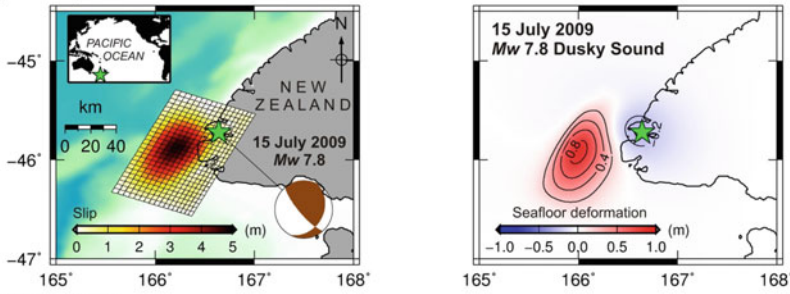 PACIFIC
OCEAN
N
NEW
ZEALAND
km
0 20 40
15 July 2009
Mw 7.8
Slip
0 1 2 3 4 5 (m)
−45°
−46°
−47°
165° 166° 167° 168°
15 July 2009
Mw 7.8 Dusky Sound
0.8
0.4
-0.2
Seafloor deformation
−1.0 −0.5 0.0 0.5 1.0 (m)
165° 166° 167° 168°